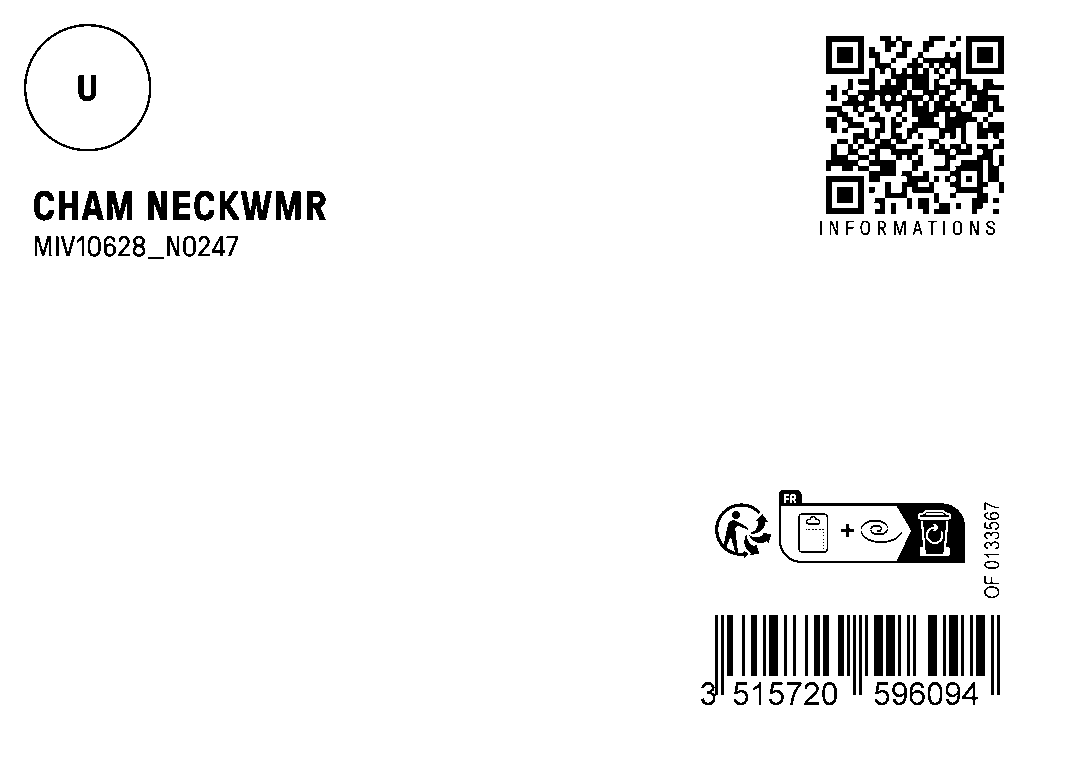 U
CHAM NECKWMR
MIV10628_N0247
INFORMATIONS
FR
OF 0133567
3 515720 596094